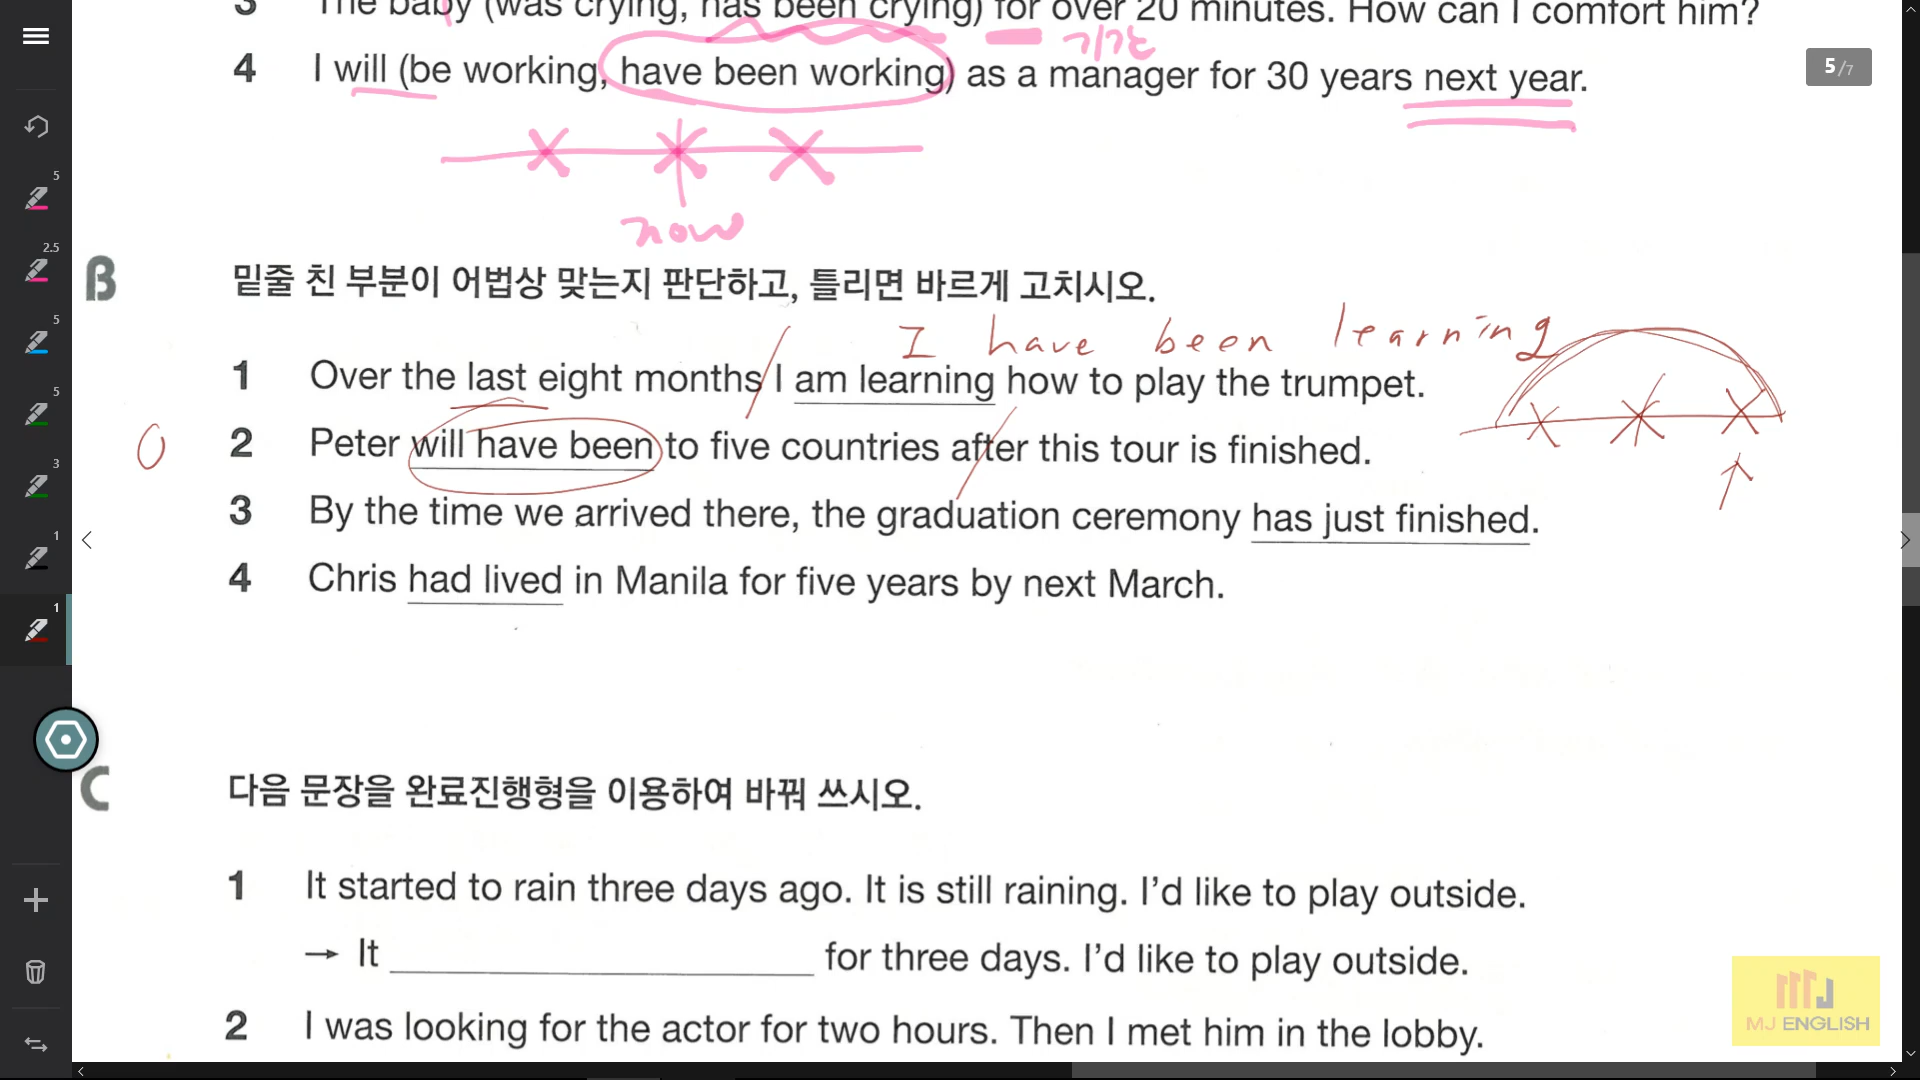 3 The baby (was crying, has been crying) for over 20 minutes. How can I comfort him?
기간
4 I will (be working, have been working) as a manager for 30 years next year.
5/7
now
B 밑줄 친 부분이 어법상 맞는지 판단하고, 틀리면 바르게 고치시오.
I have been learning
1 Over the last eight months I am learning how to play the trumpet.
O 2 Peter will have been to five countries after this tour is finished.
3 By the time we arrived there, the graduation ceremony has just finished.
4 Chris had lived in Manila for five years by next March.
C 다음 문장을 완료진행형을 이용하여 바꿔 쓰시오.
1 It started to rain three days ago. It is still raining. I'd like to play outside.
→ It ____________________ for three days. I'd like to play outside.
2 I was looking for the actor for two hours. Then I met him in the lobby.
MJ ENGLISH
5
2.5
5
5
3
1
1